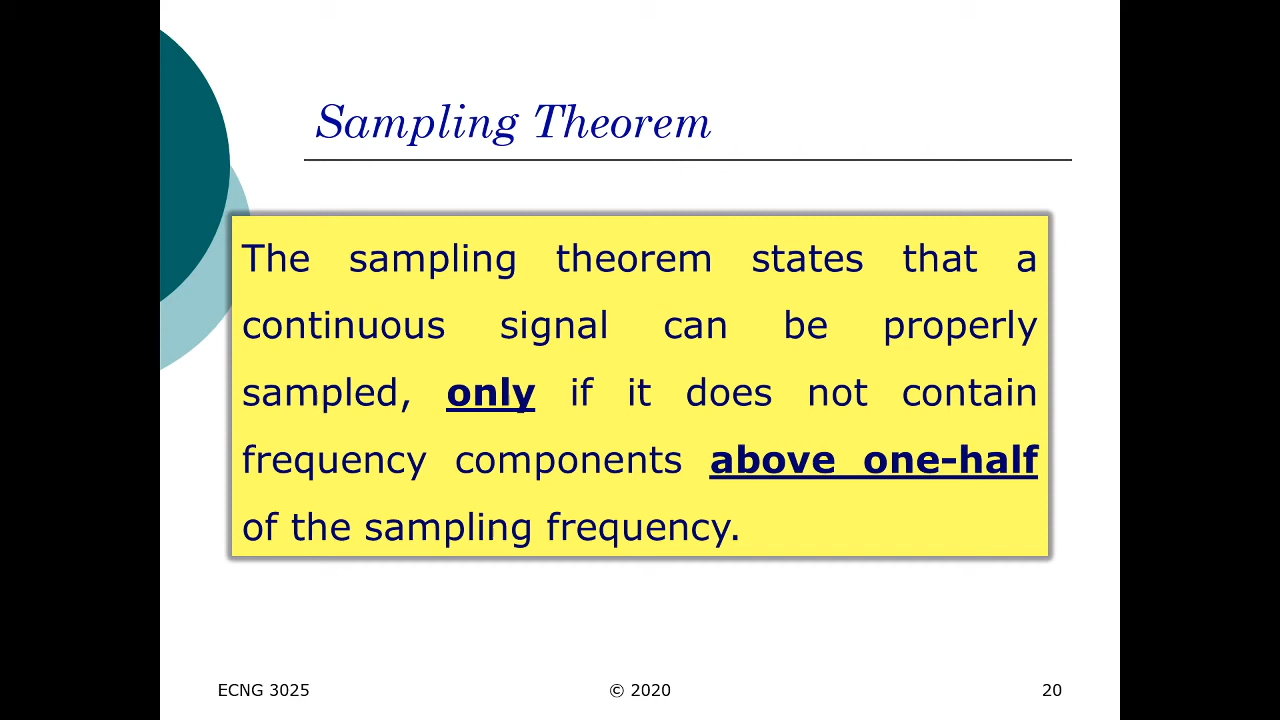 Sampling Theorem
The sampling theorem states that a
continuous signal can be properly
sampled, only if it does not contain
frequency components above one-half
of the sampling frequency.
ECNG 3025
© 2020
20